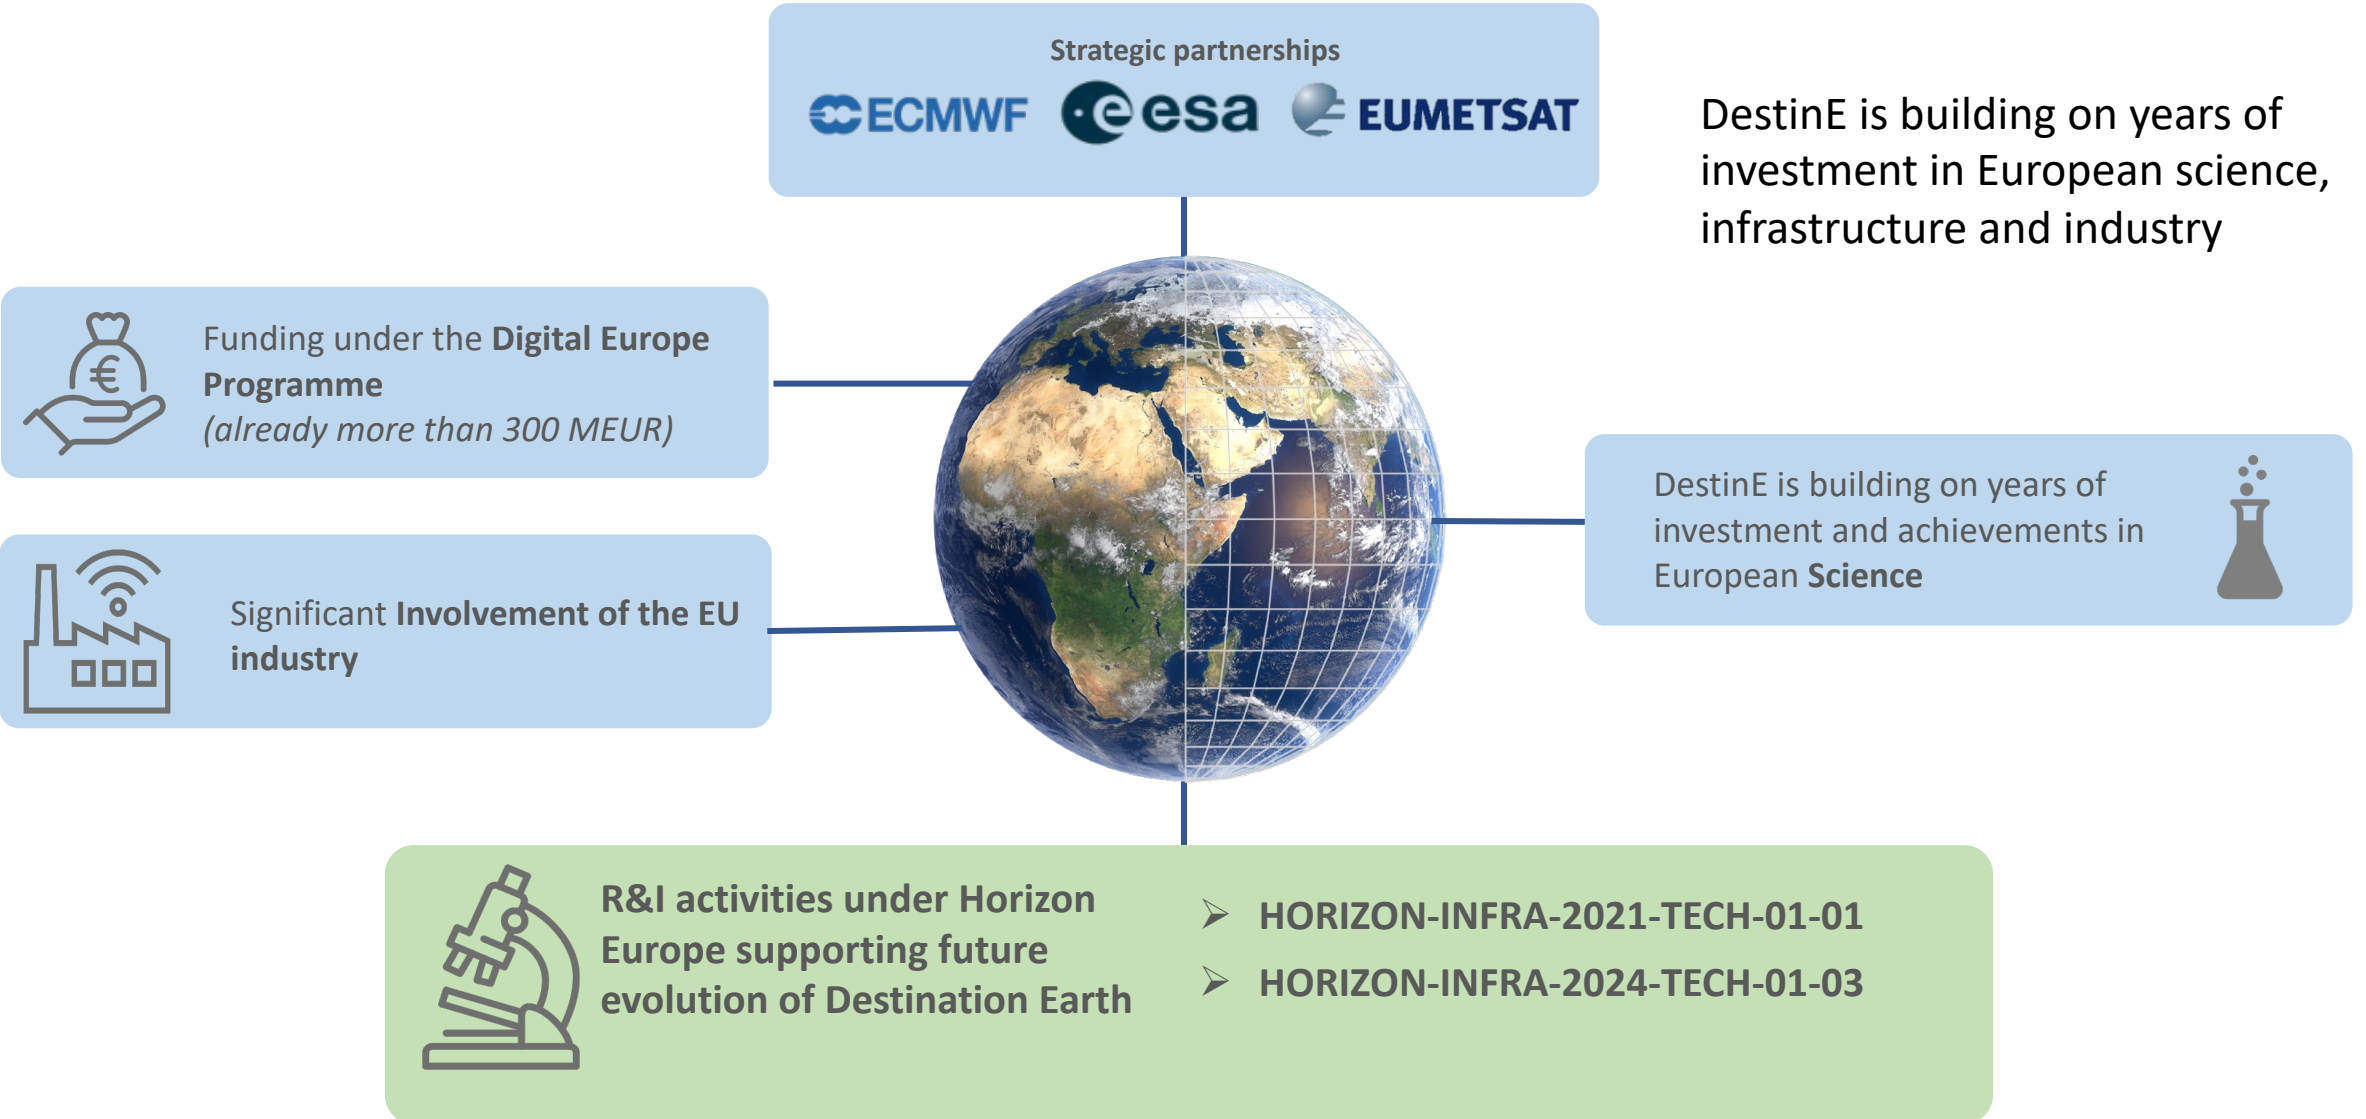 Strategic partnerships
ECMWF esa EUMETSAT
DestinE is building on years of
investment in European science,
infrastructure and industry
Funding under the Digital Europe
Programme
(already more than 300 MEUR)
€
Significant Involvement of the EU
industry
DestinE is building on years of
investment and achievements in
European Science
R&I activities under Horizon
Europe supporting future
evolution of Destination Earth
➢ HORIZON-INFRA-2021-TECH-01-01
➢ HORIZON-INFRA-2024-TECH-01-03